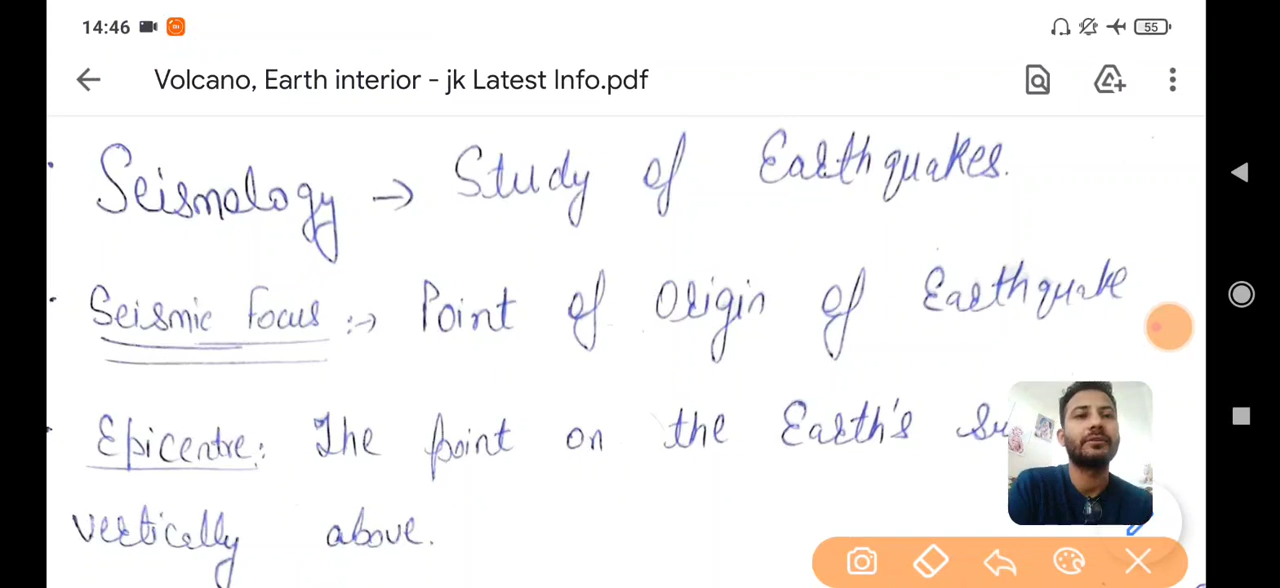 14:46
55
Volcano, Earth interior - jk Latest Info.pdf
Seismology → Study of Earthquakes.
Seismic focus :→ Point of Origin of Earthquake
Epicentre: The point on the Earth's
vertically above.